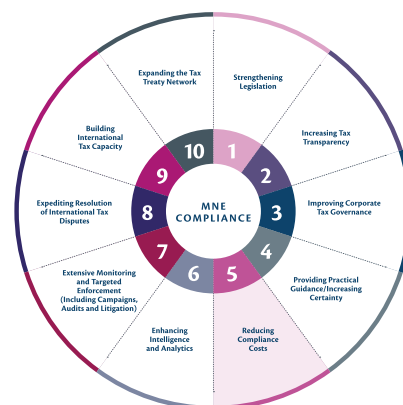 Expanding the Tax
Treaty Network
Strengthening
Legislation
Building
International
Tax Capacity
Increasing Tax
Transparency
10
1
9
2
Expediting Resolution
of International Tax
Disputes
8
MNE
COMPLIANCE
3
Improving Corporate
Tax Governance
7
4
6
5
Extensive Monitoring
and Targeted
Enforcement
(Including Campaigns,
Audits and Litigation)
Providing Practical
Guidance/Increasing
Certainty
Enhancing
Intelligence
and Analytics
Reducing
Compliance
Costs